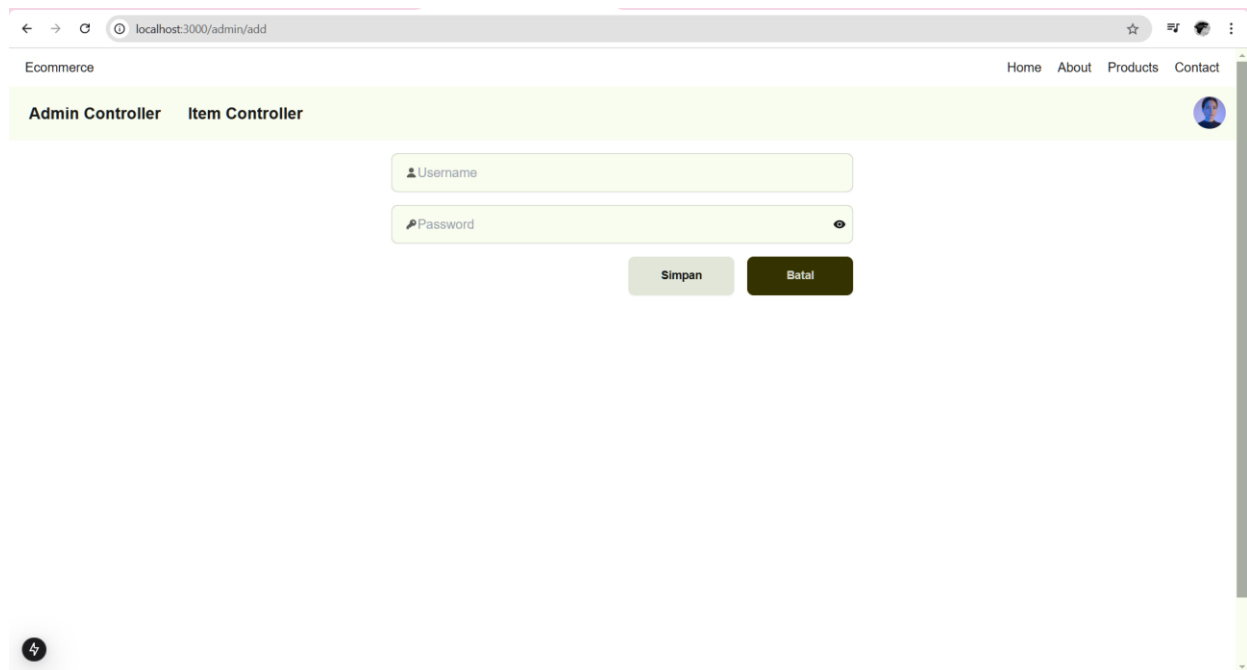 localhost:3000/admin/add
Ecommerce Home About Products Contact
Admin Controller Item Controller
Username
Password
Simpan Batal